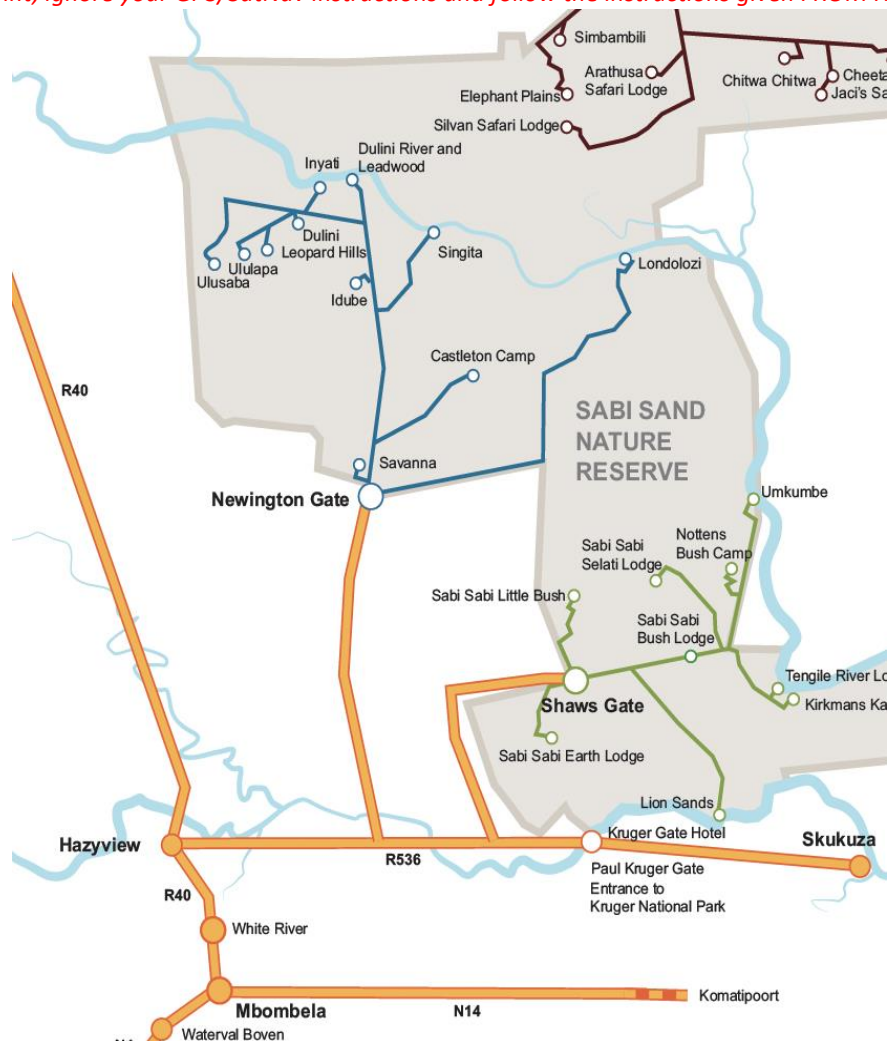 ignore your GPS/SatNav instructions and follow the instructions given FROM
Simbambili
Arathusa
Safari Lodge
Elephant Plains
Silvan Safari Lodge
Chitwa Chitwa
Jaci's
Dulini River and
Leadwood
Inyati
Dulini
Leopard Hills
Ululapa
Ulusaba
Singita
Idube
Londolozi
Castleton Camp
R40
SABI SAND
NATURE
RESERVE
Savanna
Newington Gate
Umkumbe
Nottens
Bush Camp
Sabi Sabi
Selati Lodge
Sabi Sabi Little Bush
Sabi Sabi
Bush Lodge
Tengile River
Shaws Gate
Kirkmans
Sabi Sabi Earth Lodge
Lion Sands
Kruger Gate Hotel
Skukuza
Hazyview
R536
Paul Kruger Gate
Entrance to
Kruger National Park
R40
White River
Mbombela
N14
Komatipoort
Waterval Boven